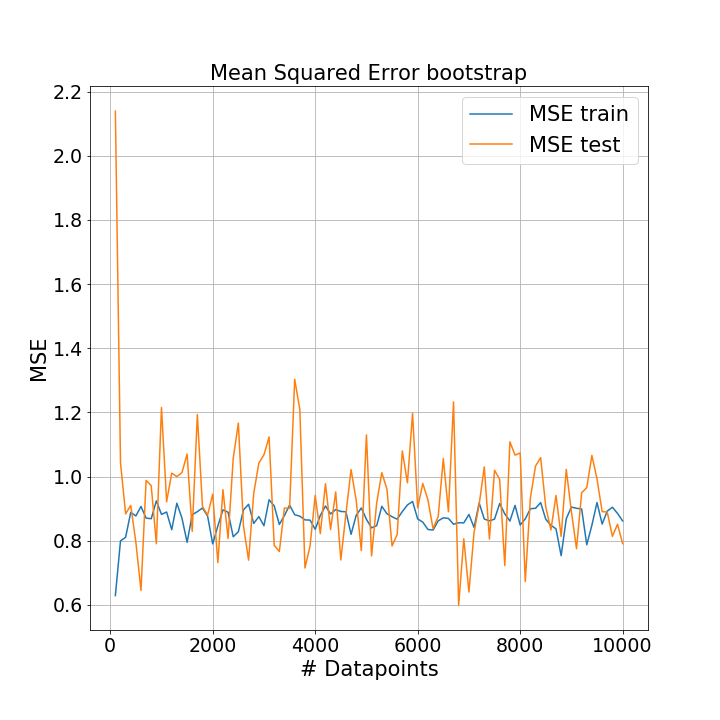 Mean Squared Error bootstrap
MSE train
MSE test
2.2
2.0
1.8
1.6
1.4
1.2
1.0
0.8
0.6
MSE
0 2000 4000 6000 8000 10000
# Datapoints